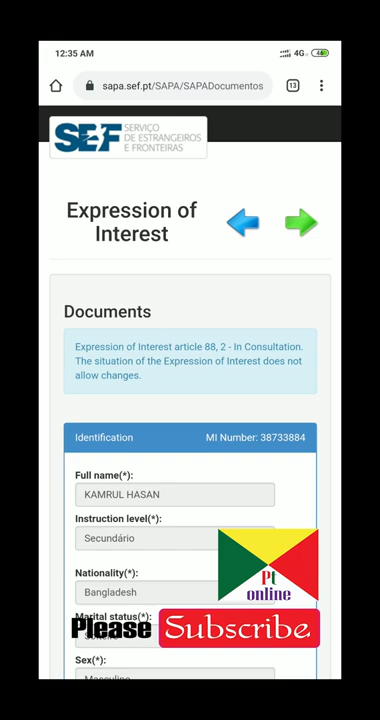 12:35 AM
4G
sapa.sef.pt/SAPA/SAPADocumentos
13
SEF SERVIÇO
DE ESTRANGEIROS
E FRONTEIRAS
Expression of
Interest
Documents
Expression of Interest article 88, 2 - In Consultation.
The situation of the Expression of Interest does not
allow changes.
Identification MI Number: 38733884
Full name(*):
KAMRUL HASAN
Instruction level(*):
Secundário
Nationality(*):
Bangladesh
Pt
online
Marital status(*):
Please Subscribe
Sex(*):
Masculino